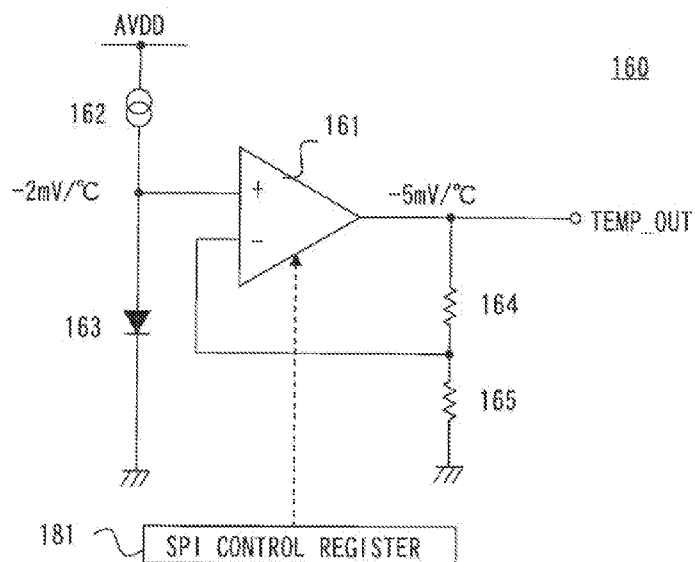 AVDD
160
162
161
-2mV/℃
-5mV/℃
+
-
TEMP_OUT
163
164
165
181
SPI CONTROL REGISTER